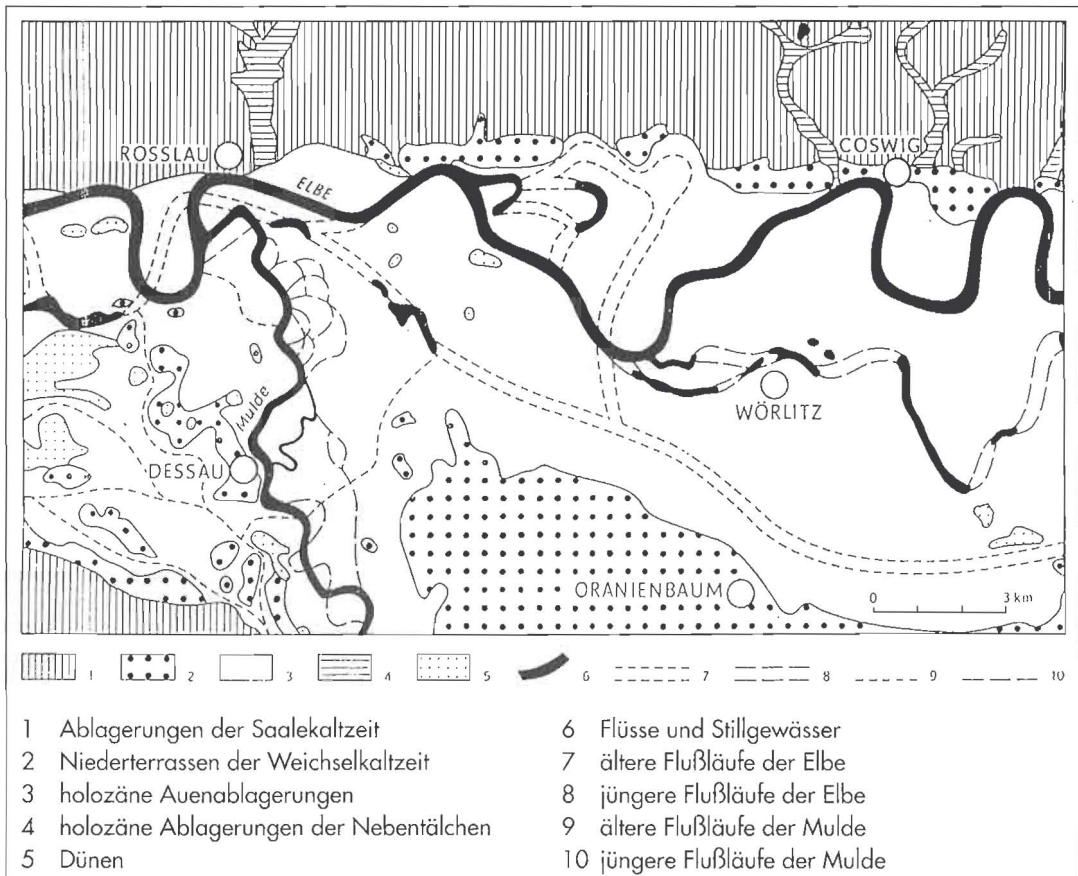 ROSSLAU
ELBE
COSWIG
Mulde
WÖRLITZ
DESSAU
ORANIENBAUM
0 3 km
1 2 3 4 5 6 7 8 9 10
1 Ablagerungen der Saalekaltzeit
2 Niederterrassen der Weichselkaltzeit
3 holozäne Auenablagerungen
4 holozäne Ablagerungen der Nebentälchen
5 Dünen
6 Flüsse und Stillgewässer
7 ältere Flußläufe der Elbe
8 jüngere Flußläufe der Elbe
9 ältere Flußläufe der Mulde
10 jüngere Flußläufe der Mulde